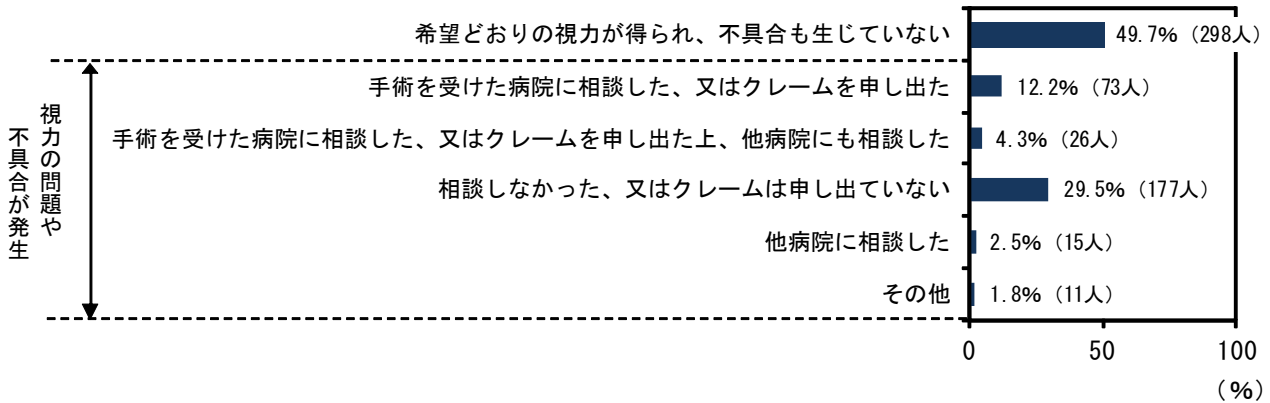 希望どおりの視力が得られ、不具合も生じていない 49.7%（298人）
手術を受けた病院に相談した、又はクレームを申し出た 12.2%（73人）
手術を受けた病院に相談した、又はクレームを申し出た上、他病院にも相談した 4.3%（26人）
相談しなかった、又はクレームは申し出ていない 29.5%（177人）
他病院に相談した 2.5%（15人）
その他 1.8%（11人）
視力の問題や
不具合が発生
0 50 100
（%）